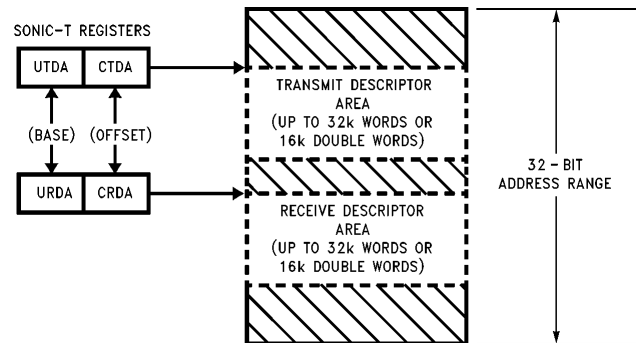 SONIC-T REGISTERS
UTDA CTDA
(BASE) (OFFSET)
URDA CRDA
TRANSMIT DESCRIPTOR
AREA
(UP TO 32k WORDS OR
16k DOUBLE WORDS)
RECEIVE DESCRIPTOR
AREA
(UP TO 32k WORDS OR
16k DOUBLE WORDS)
32-BIT
ADDRESS RANGE